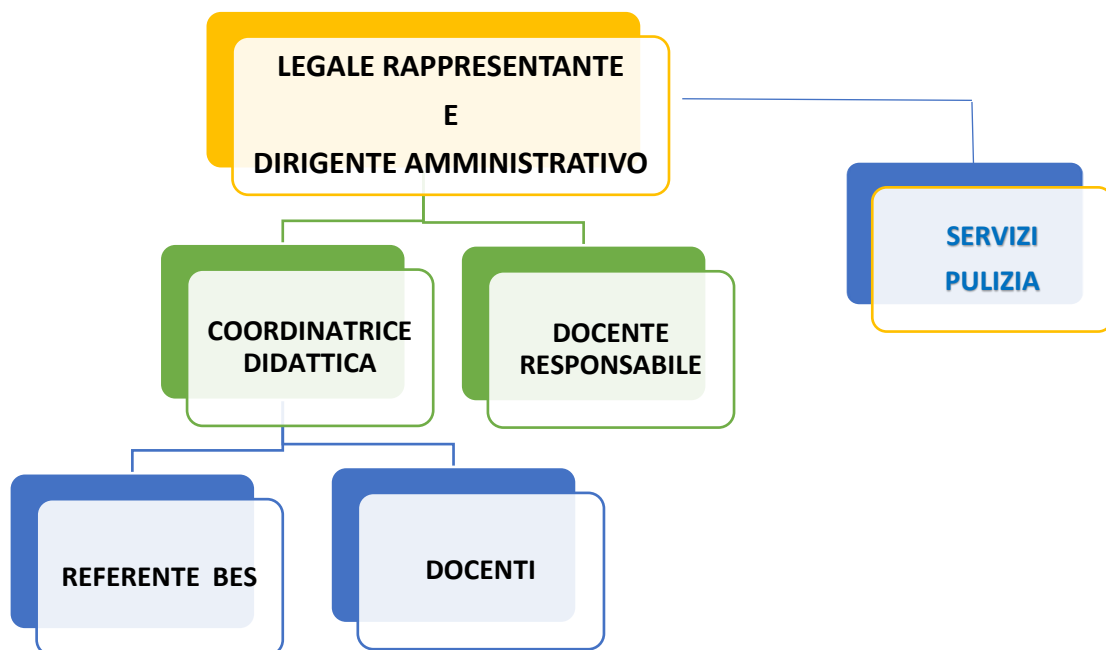 LEGALE RAPPRESENTANTE
E
DIRIGENTE AMMINISTRATIVO
SERVIZI
PULIZIA
COORDINATRICE
DIDATTICA
DOCENTE
RESPONSABILE
REFERENTE BES
DOCENTI